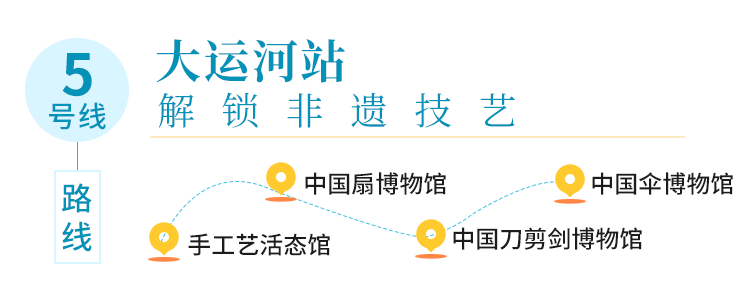 5
号线
大运河站
解锁非遗技艺
路线
手工艺活态馆
中国扇博物馆
中国刀剪剑博物馆
中国伞博物馆